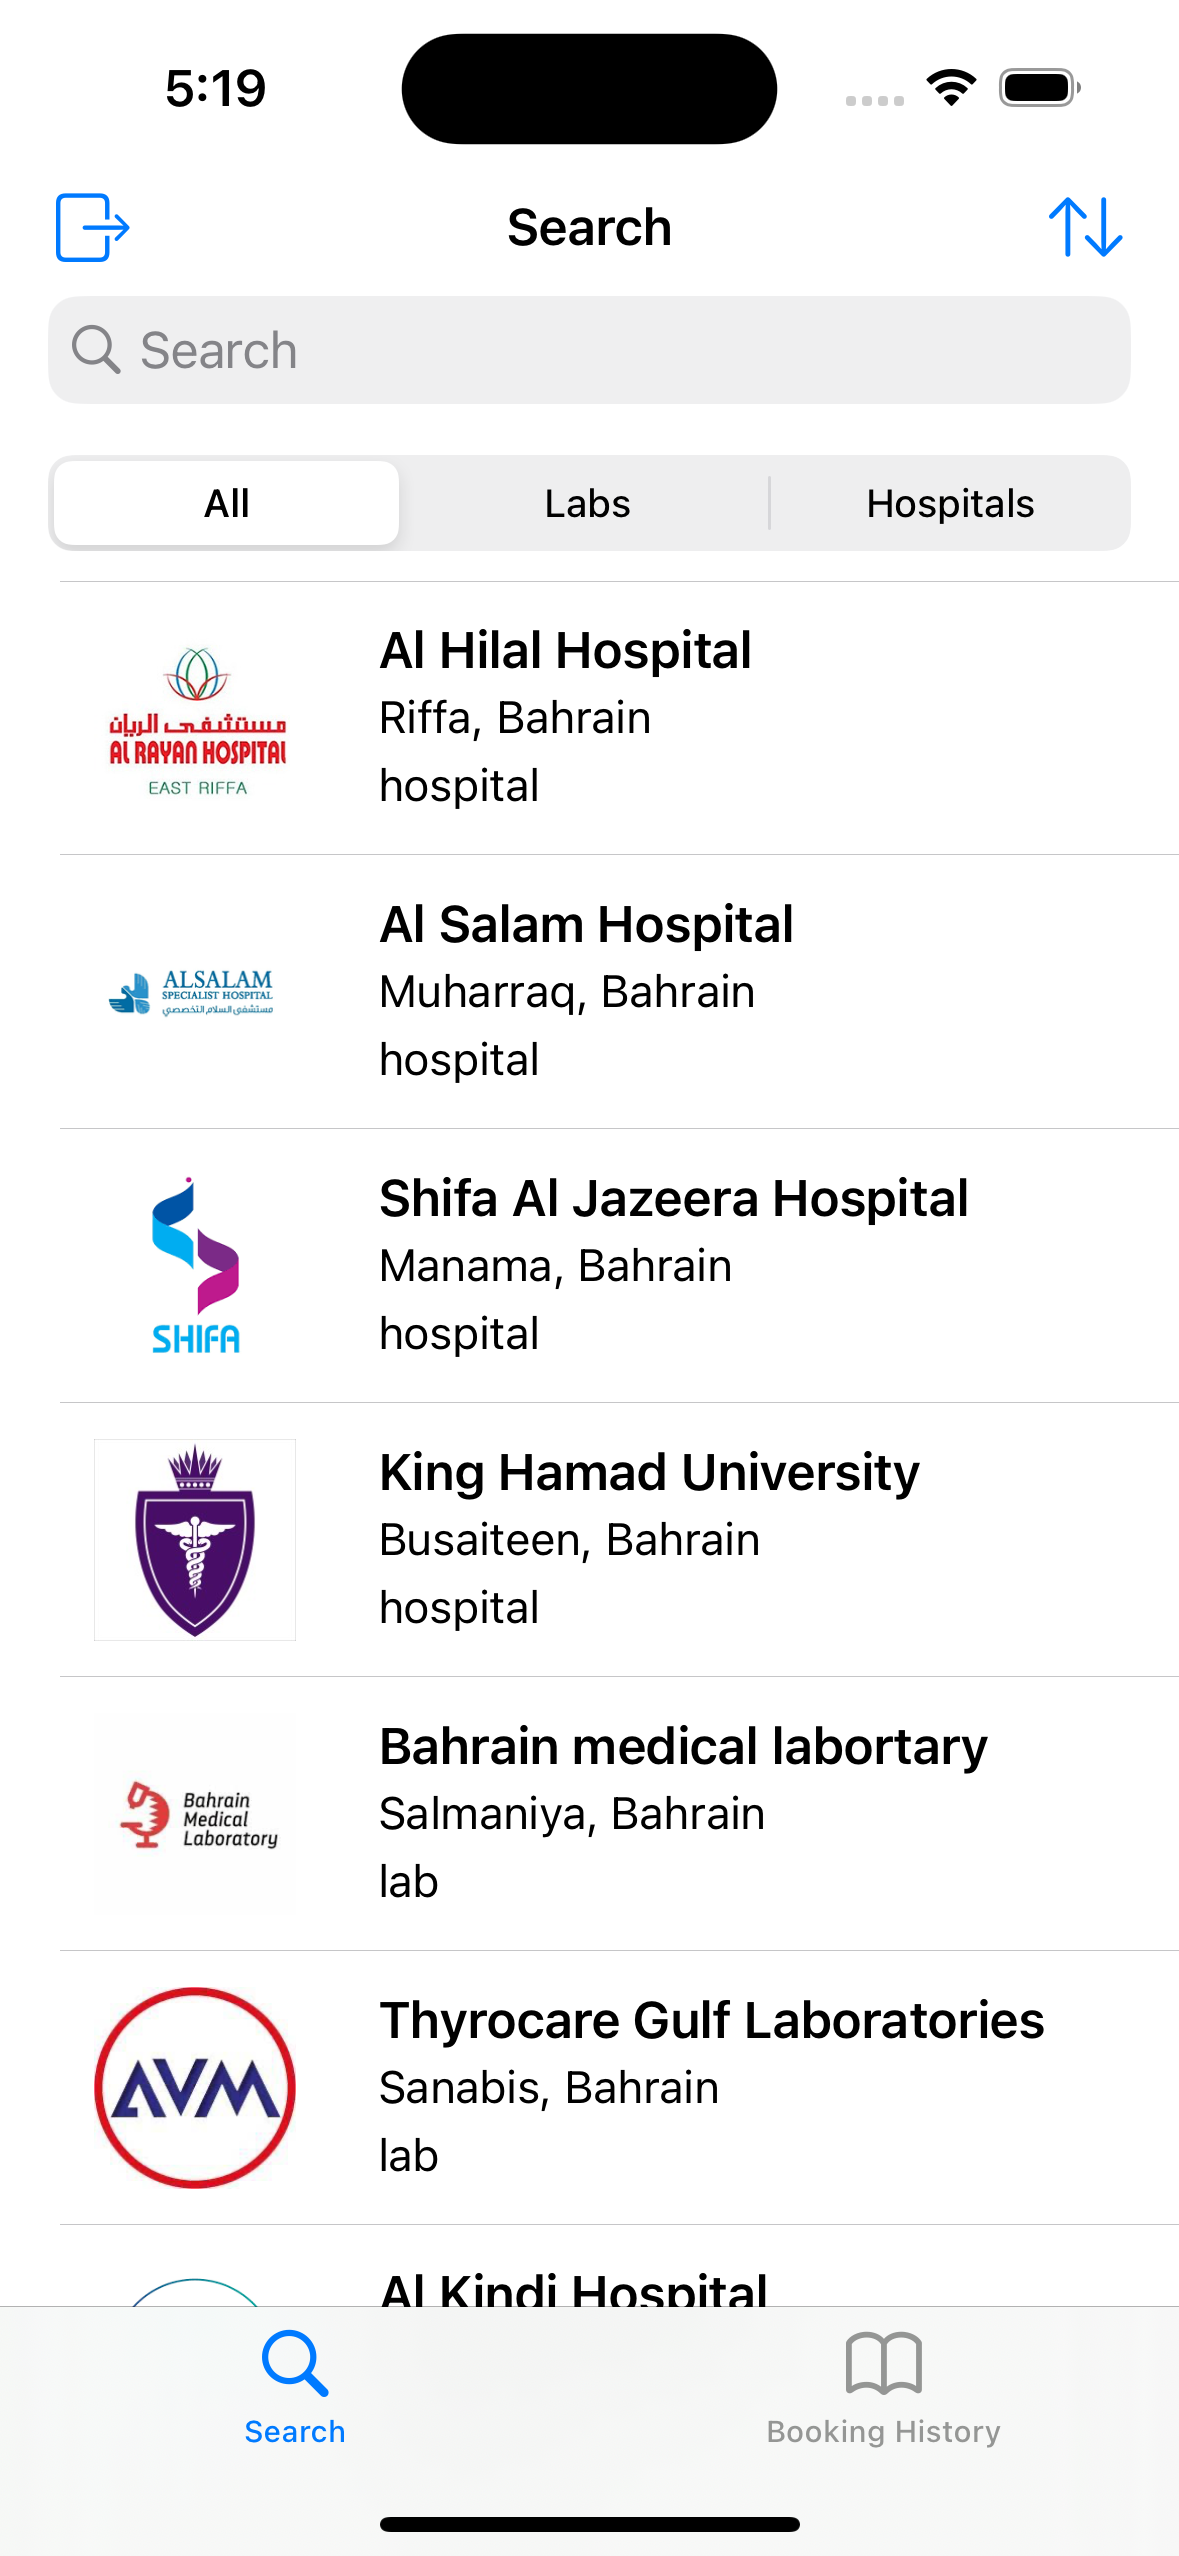 5:19
Search
Search
All
Labs
Hospitals
مستشفى الريان
AL RAYAN HOSPITAL
EAST RIFFA
Al Hilal Hospital
Riffa, Bahrain
hospital
ALSALAM
SPECIALIST HOSPITAL
مستشفى السلام التخصصي
Al Salam Hospital
Muharraq, Bahrain
hospital
SHIFA
Shifa Al Jazeera Hospital
Manama, Bahrain
hospital
King Hamad University
Busaiteen, Bahrain
hospital
Bahrain
Medical
Laboratory
Bahrain medical labortary
Salmaniya, Bahrain
lab
AVM
Thyrocare Gulf Laboratories
Sanabis, Bahrain
lab
Al Kindi Hospital
Search
Booking History